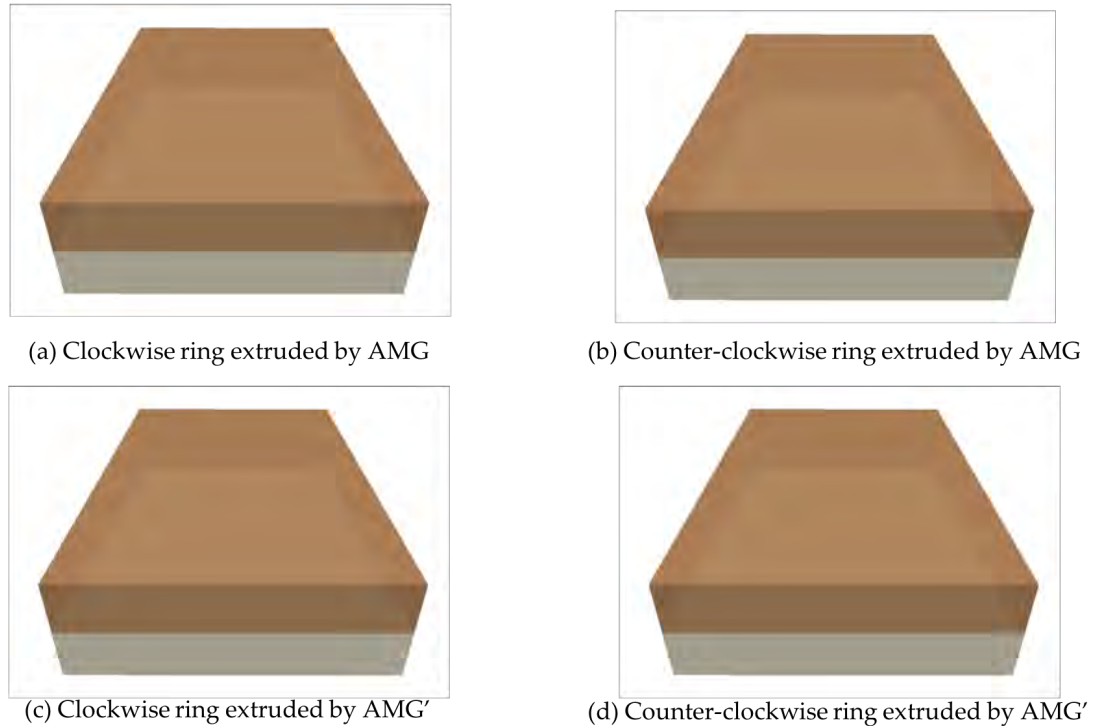 (a) Clockwise ring extruded by AMG
(b) Counter-clockwise ring extruded by AMG
(c) Clockwise ring extruded by AMG’
(d) Counter-clockwise ring extruded by AMG’